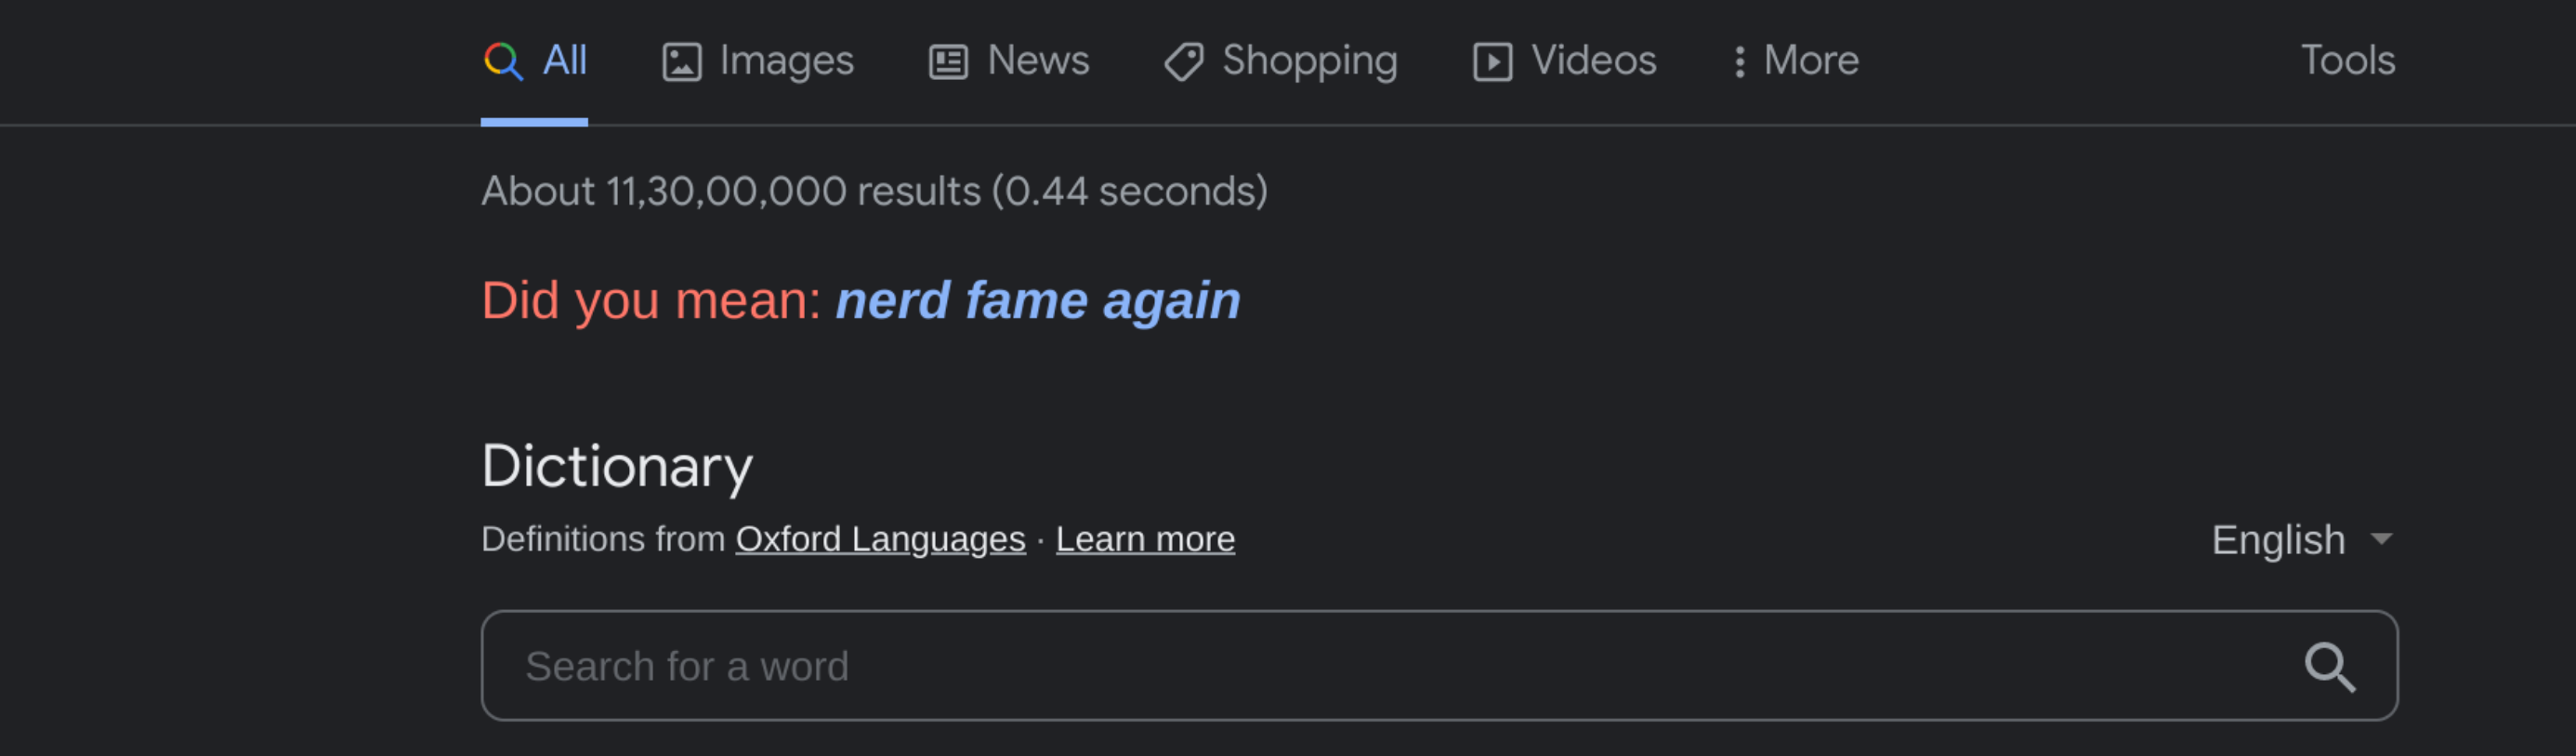 All Images News Shopping Videos More Tools
About 11,30,00,000 results (0.44 seconds)
Did you mean: nerd fame again
Dictionary
Definitions from Oxford Languages · Learn more
English
Search for a word